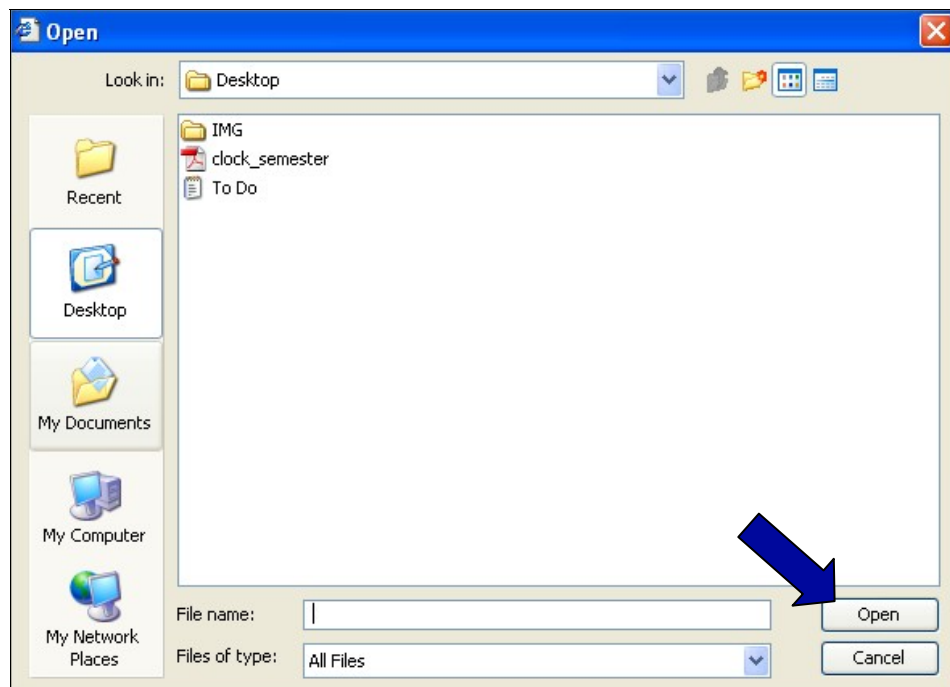 Open
Look in:
Desktop
IMG
clock_semester
To Do
Recent
Desktop
My Documents
My Computer
My Network
Places
File name:
Open
Files of type:
All Files
Cancel